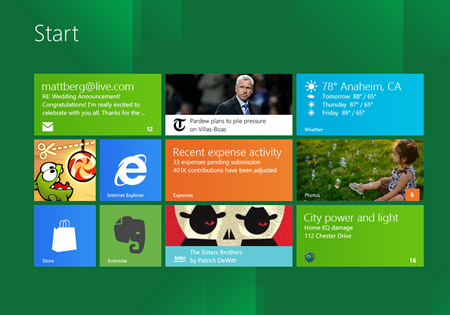 Start
mattberg@live.com
RE: Wedding Announcement!
Congratulations! I'm really excited to
celebrate with you all. Thanks for the ...
12
Pardew plans to pile pressure
on Villas-Boas
78° Anaheim, CA
Tomorrow 88° / 65°
Thursday 87° / 65°
Friday 89° / 65°
Weather
Internet Explorer
Recent expense activity
33 expenses pending submission
401K contributions have been adjusted
Expenses
Photos
6
Store
Evernote
The Sisters Brothers
by Patrick DeWitt
City power and light
Home EQ damage
112 Chester Drive
16